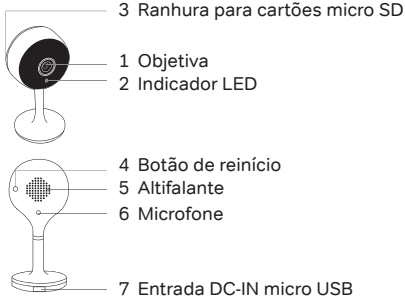 3 Ranhura para cartões micro SD
1 Objetiva
2 Indicador LED
4 Botão de reinício
5 Altifalante
6 Microfone
7 Entrada DC-IN micro USB